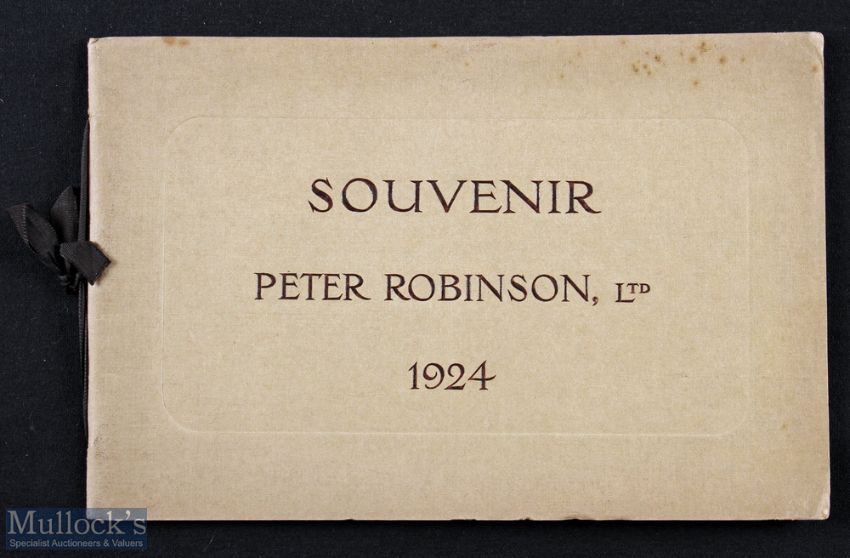 SOUVENIR
PETER ROBINSON, LTD
1924
Mullock's
Specialist Auctioneers & Valuers